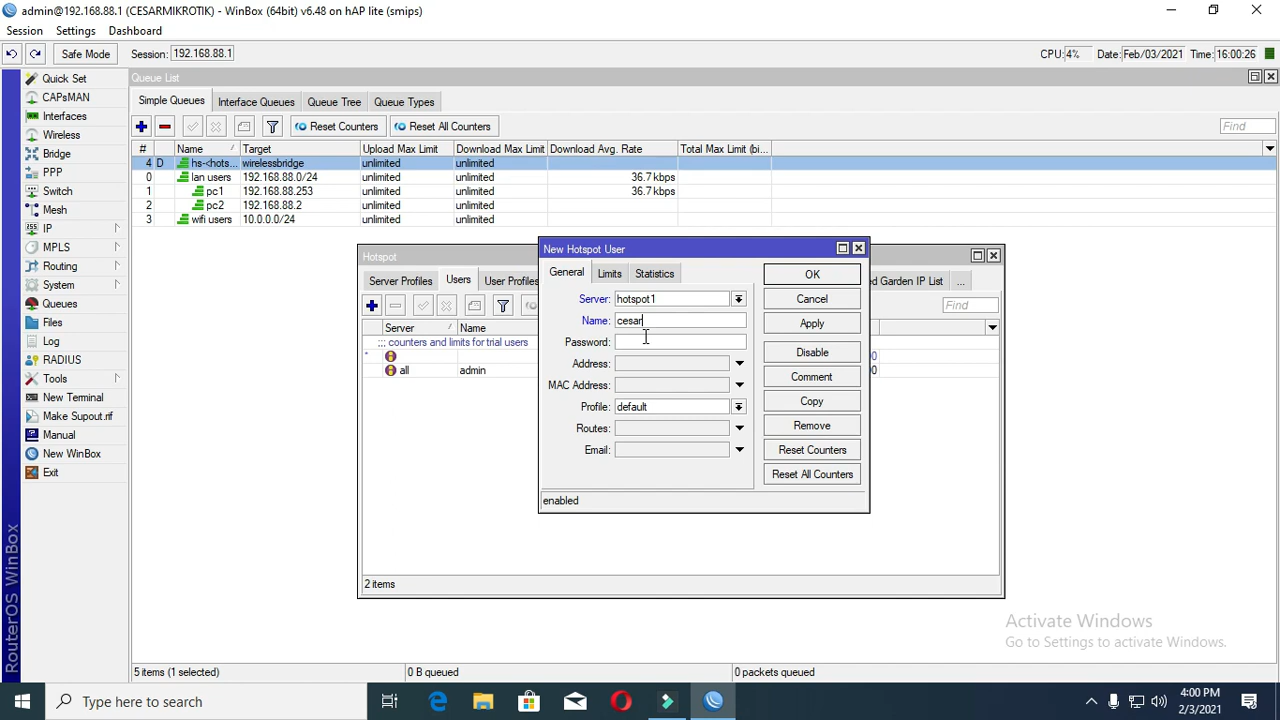 admin@192.168.88.1 (CESARMIKROTIK) - WinBox (64bit) v6.48 on hAP lite (smips)
Session Settings Dashboard
Safe Mode Session: 192.168.88.1 CPU: 4% Date: Feb/03/2021 Time: 16:00:26
Quick Set
CAPsMAN
Interfaces
Wireless
Bridge
PPP
Switch
Mesh
IP
MPLS
Routing
System
Queues
Files
Log
RADIUS
Tools
New Terminal
Make Supout.rif
Manual
New WinBox
Exit
RouterOS WinBox
Queue List
Simple Queues Interface Queues Queue Tree Queue Types
Reset Counters Reset All Counters Find
# Name Target Upload Max Limit Download Max Limit Download Avg. Rate Total Max Limit (bi...
4 D hs-<hots... wirelessbridge unlimited unlimited
0 lan users 192.168.88.0/24 unlimited unlimited 36.7 kbps
1 pc1 192.168.88.253 unlimited unlimited 36.7 kbps
2 pc2 192.168.88.2 unlimited unlimited
3 wifi users 10.0.0.0/24 unlimited unlimited
Hotspot
Server Profiles Users User Profiles ed Garden IP List ...
Find
Server Name
;;; counters and limits for trial users
all admin
2 items
New Hotspot User
General Limits Statistics
Server: hotspot1
Name: cesar
Password:
Address:
MAC Address:
Profile: default
Routes:
Email:
OK
Cancel
Apply
Disable
Comment
Copy
Remove
Reset Counters
Reset All Counters
enabled
Activate Windows
Go to Settings to activate Windows.
5 items (1 selected) 0 B queued 0 packets queued
Type here to search
4:00 PM
2/3/2021